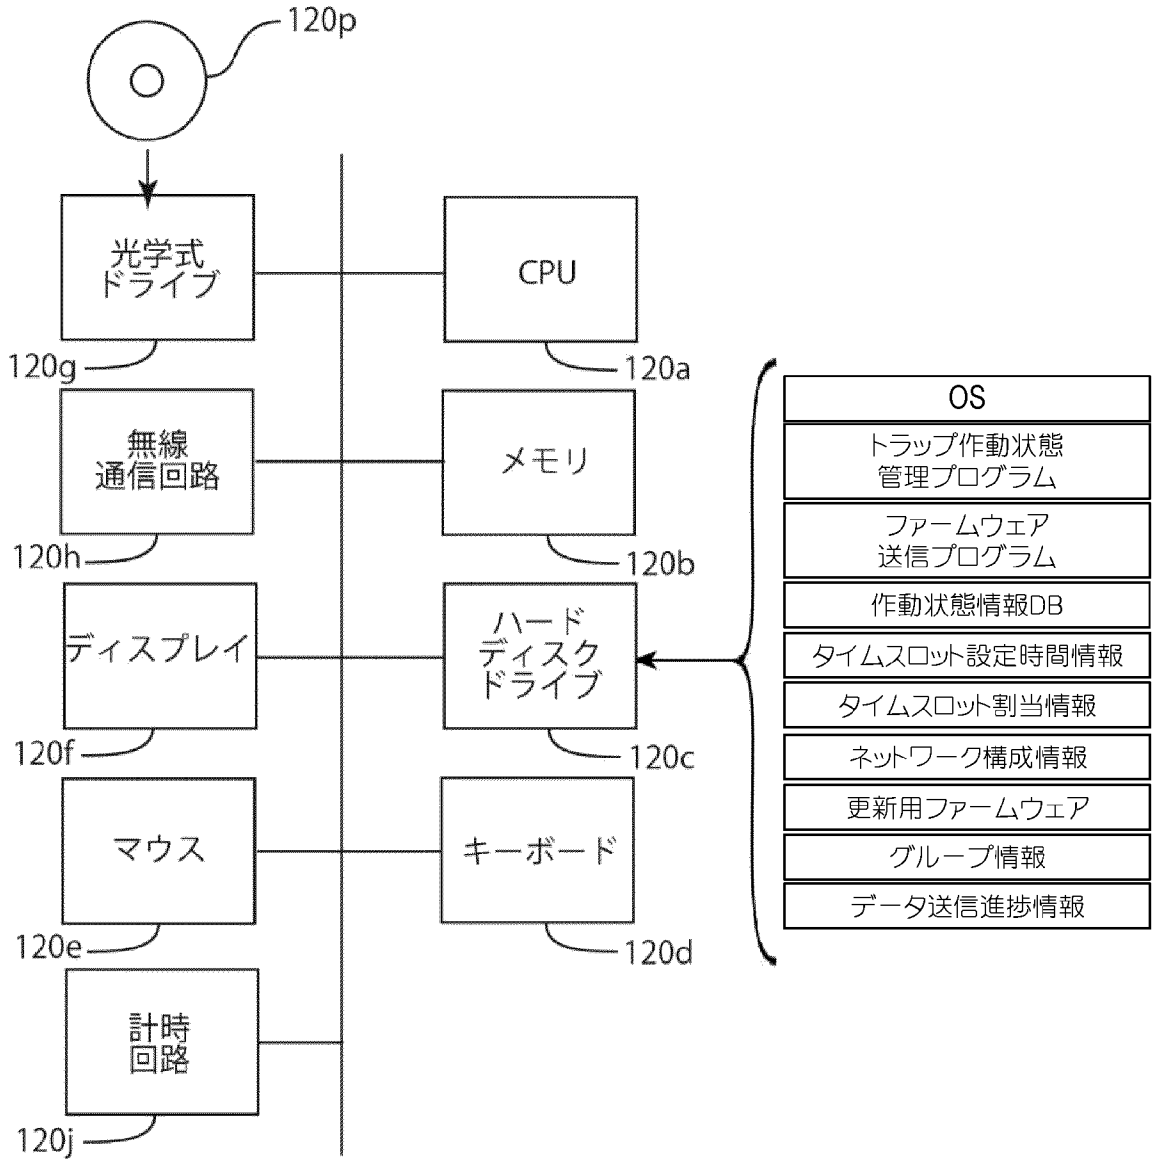 120p
光学式
ドライブ
120g
CPU
120a
無線
通信回路
120h
メモリ
120b
ディスプレイ
120f
ハード
ディスク
ドライブ
120c
マウス
120e
キーボード
120d
計時
回路
120j
OS
トラップ作動状態
管理プログラム
ファームウェア
送信プログラム
作動状態情報DB
タイムスロット設定時間情報
タイムスロット割当情報
ネットワーク構成情報
更新用ファームウェア
グループ情報
データ送信進捗情報